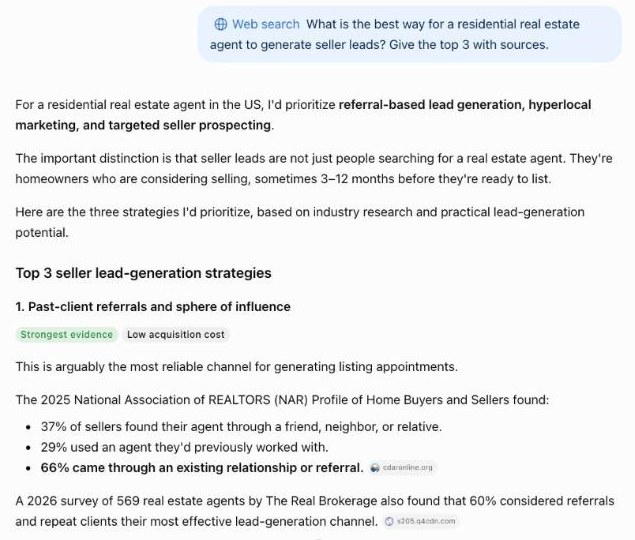 Web search What is the best way for a residential real estate
agent to generate seller leads? Give the top 3 with sources.
For a residential real estate agent in the US, I'd prioritize referral-based lead generation, hyperlocal
marketing, and targeted seller prospecting.
The important distinction is that seller leads are not just people searching for a real estate agent. They're
homeowners who are considering selling, sometimes 3–12 months before they're ready to list.
Here are the three strategies I'd prioritize, based on industry research and practical lead-generation
potential.
Top 3 seller lead-generation strategies
1. Past-client referrals and sphere of influence
Strongest evidence Low acquisition cost
This is arguably the most reliable channel for generating listing appointments.
The 2025 National Association of REALTORS (NAR) Profile of Home Buyers and Sellers found:
• 37% of sellers found their agent through a friend, neighbor, or relative.
• 29% used an agent they'd previously worked with.
• 66% came through an existing relationship or referral. cdaronline.org
A 2026 survey of 569 real estate agents by The Real Brokerage also found that 60% considered referrals
and repeat clients their most effective lead-generation channel. s205.q4cdn.com